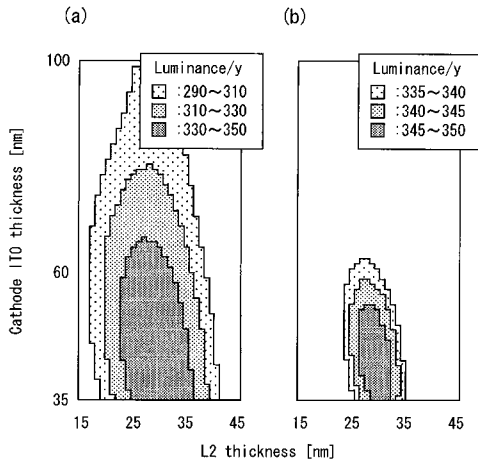 (a)
(b)
Luminance/y
:290～310
:310～330
:330～350
Luminance/y
:335～340
:340～345
:345～350
Cathode ITO thickness [nm]
100
60
35
15 25 35 45
15 25 35 45
L2 thickness [nm]